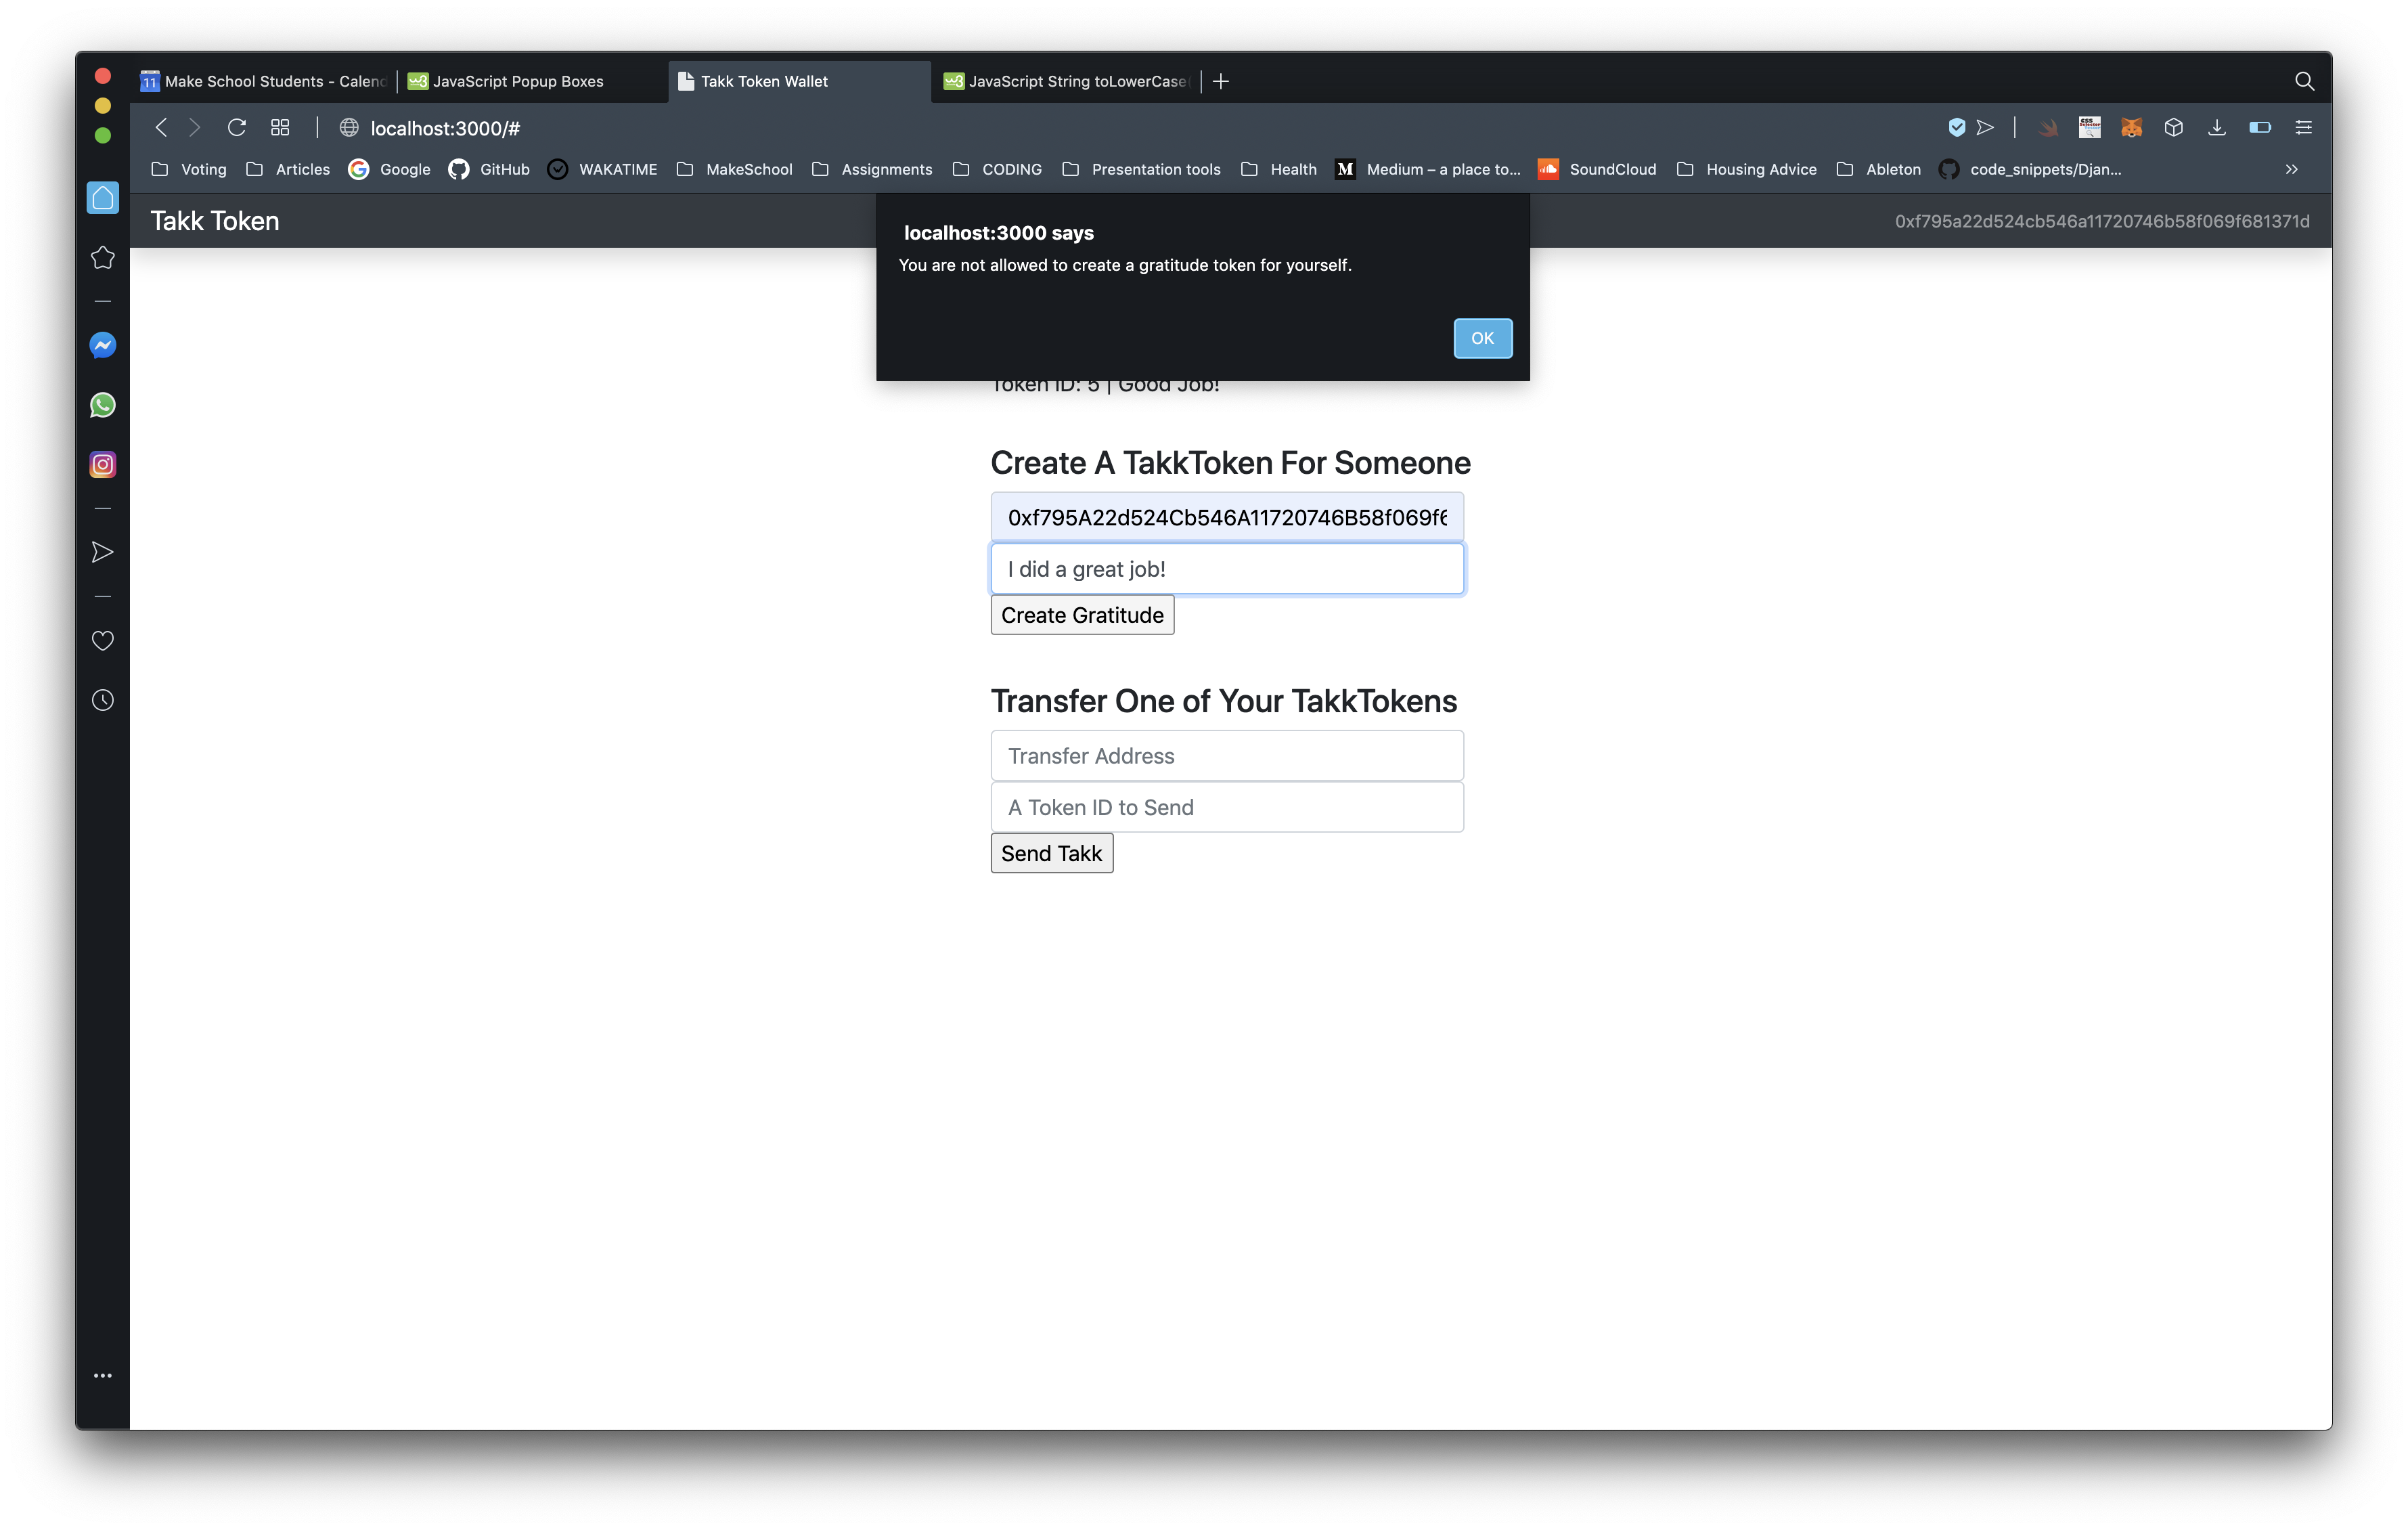 Make School Students - Calend
JavaScript Popup Boxes
Takk Token Wallet
JavaScript String toLowerCase(
localhost:3000/#
Voting
Articles
Google
GitHub
WAKATIME
MakeSchool
Assignments
CODING
Presentation tools
Health
Medium – a place to...
SoundCloud
Housing Advice
Ableton
code_snippets/Djan...
Takk Token
0xf795a22d524cb546a11720746b58f069f681371d
localhost:3000 says
You are not allowed to create a gratitude token for yourself.
OK
Token ID: 5 | Good Job!
Create A TakkToken For Someone
0xf795A22d524Cb546A11720746B58f069f6
I did a great job!
Create Gratitude
Transfer One of Your TakkTokens
Transfer Address
A Token ID to Send
Send Takk